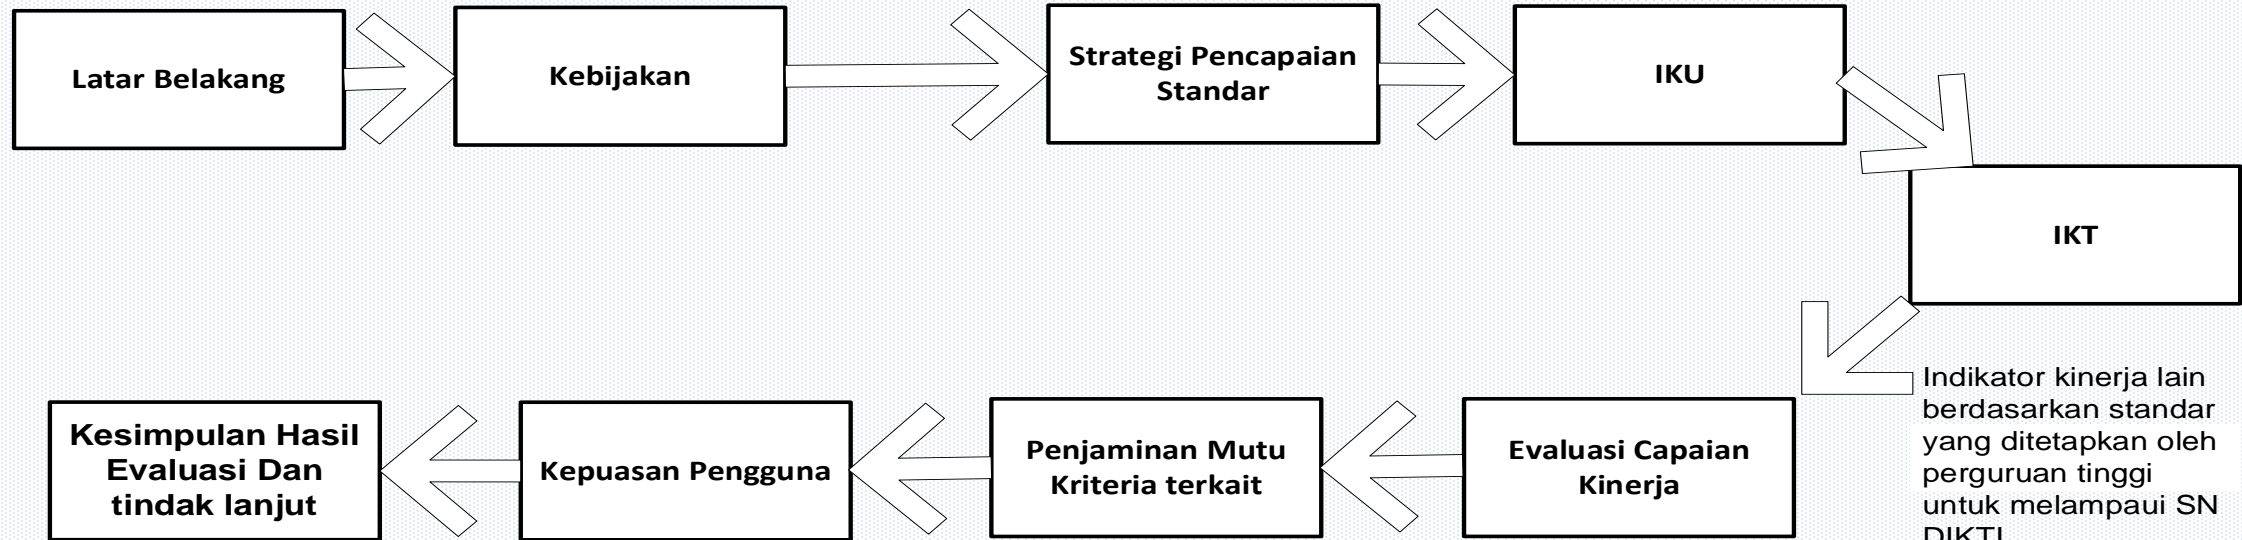 Latar Belakang
Kebijakan
Strategi Pencapaian
Standar
IKU
IKT
Indikator kinerja lain
berdasarkan standar
yang ditetapkan oleh
perguruan tinggi
untuk melampaui SN
DIKTI
Evaluasi Capaian
Kinerja
Penjaminan Mutu
Kriteria terkait
Kepuasan Pengguna
Kesimpulan Hasil
Evaluasi Dan
tindak lanjut